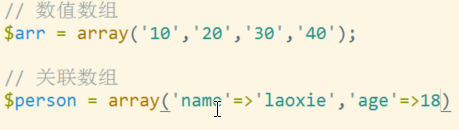 // 数值数组
$arr = array('10','20','30','40');
// 关联数组
$person = array('name'=>'laoxie','age'=>18)